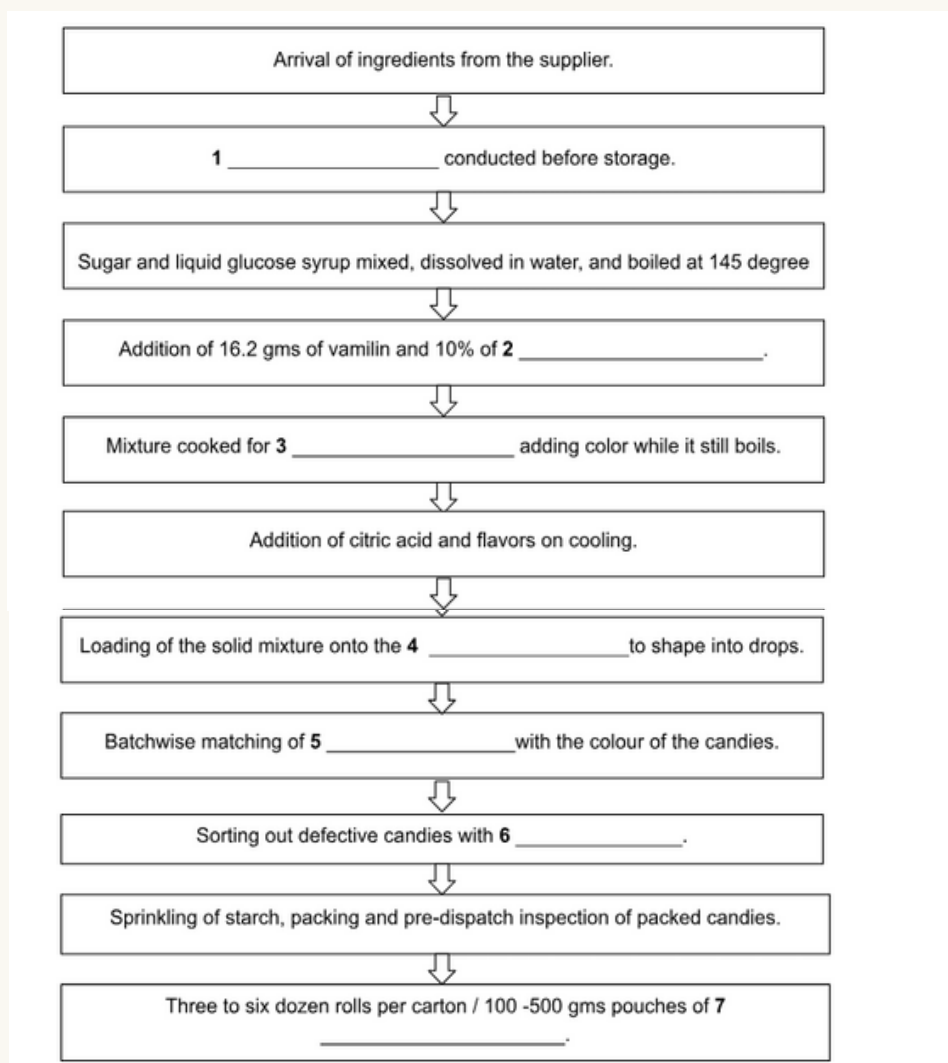 Arrival of ingredients from the supplier.
1 ____________________ conducted before storage.
Sugar and liquid glucose syrup mixed, dissolved in water, and boiled at 145 degree
Addition of 16.2 gms of vamilin and 10% of 2 _______________________.
Mixture cooked for 3 _____________________ adding color while it still boils.
Addition of citric acid and flavors on cooling.
Loading of the solid mixture onto the 4 ___________________to shape into drops.
Batchwise matching of 5 __________________with the colour of the candies.
Sorting out defective candies with 6 ________________.
Sprinkling of starch, packing and pre-dispatch inspection of packed candies.
Three to six dozen rolls per carton / 100 -500 gms pouches of 7
_______________________.